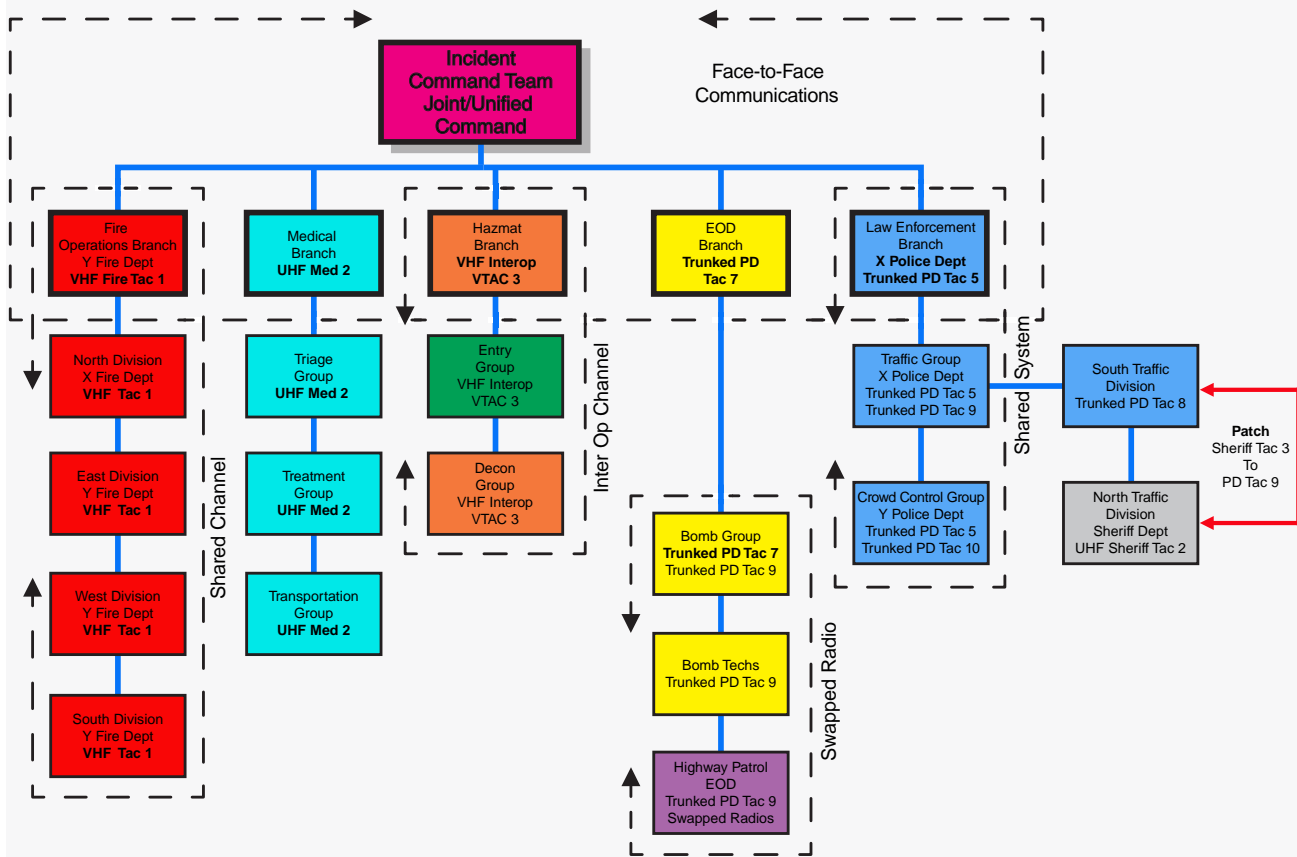 Incident
Command Team
Joint/Unified
Command
Face-to-Face
Communications
Fire
Operations Branch
Y Fire Dept
VHF Fire Tac 1
Medical
Branch
UHF Med 2
Hazmat
Branch
VHF Interop
VTAC 3
EOD
Branch
Trunked PD
Tac 7
Law Enforcement
Branch
X Police Dept
Trunked PD Tac 5
North Division
X Fire Dept
VHF Tac 1
East Division
Y Fire Dept
VHF Tac 1
West Division
Y Fire Dept
VHF Tac 1
South Division
Y Fire Dept
VHF Tac 1
Shared Channel
Triage
Group
UHF Med 2
Treatment
Group
UHF Med 2
Transportation
Group
UHF Med 2
Entry
Group
VHF Interop
VTAC 3
Decon
Group
VHF Interop
VTAC 3
Inter Op Channel
Bomb Group
Trunked PD Tac 7
Trunked PD Tac 9
Bomb Techs
Trunked PD Tac 9
Highway Patrol
EOD
Trunked PD Tac 9
Swapped Radios
Swapped Radio
Traffic Group
X Police Dept
Trunked PD Tac 5
Trunked PD Tac 9
Crowd Control Group
Y Police Dept
Trunked PD Tac 5
Trunked PD Tac 10
Shared System
South Traffic
Division
Trunked PD Tac 8
North Traffic
Division
Sheriff Dept
UHF Sheriff Tac 2
Patch
Sheriff Tac 3
To
PD Tac 9